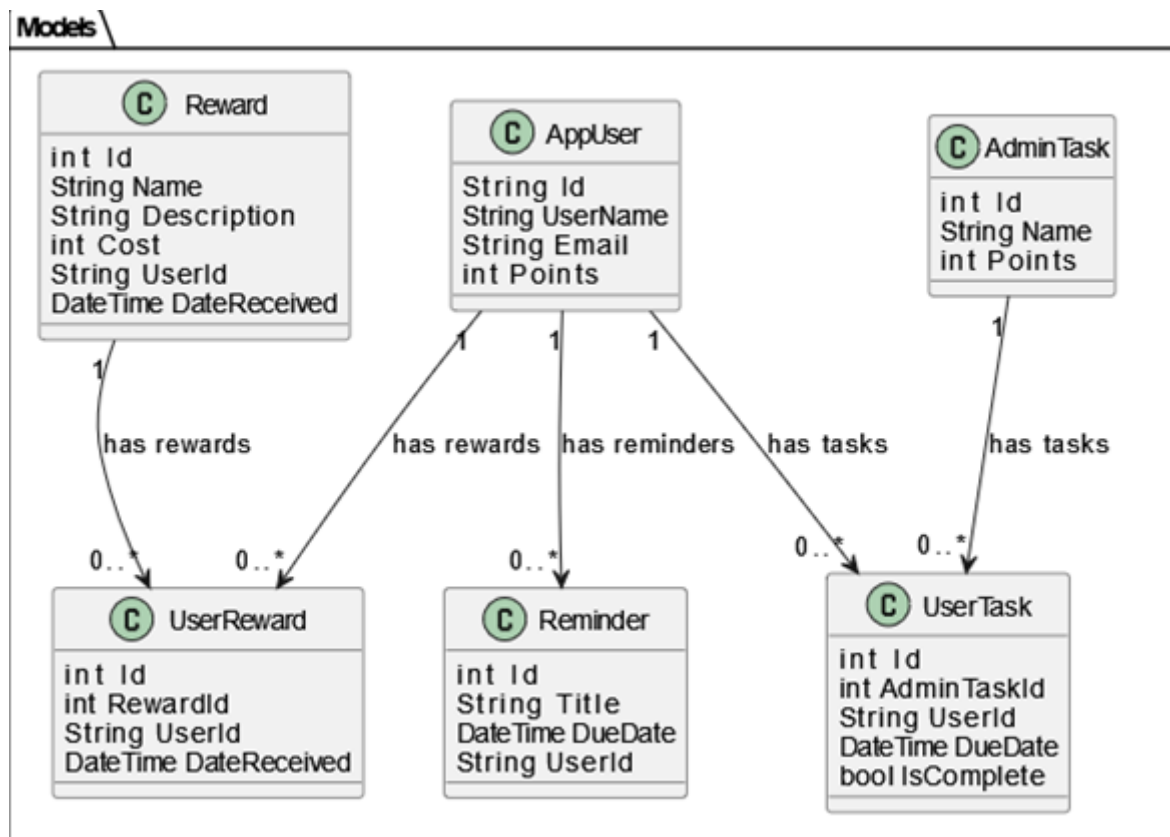 Models
C Reward
int Id
String Name
String Description
int Cost
String UserId
DateTime DateReceived
C AppUser
String Id
String UserName
String Email
int Points
C AdminTask
int Id
String Name
int Points
1
1
1
1
1
has rewards
has rewards
has reminders
has tasks
has tasks
0..*
0..*
0..*
0..*
0..*
C UserReward
int Id
int RewardId
String UserId
DateTime DateReceived
C Reminder
int Id
String Title
DateTime DueDate
String UserId
C UserTask
int Id
int AdminTaskId
String UserId
DateTime DueDate
bool IsComplete